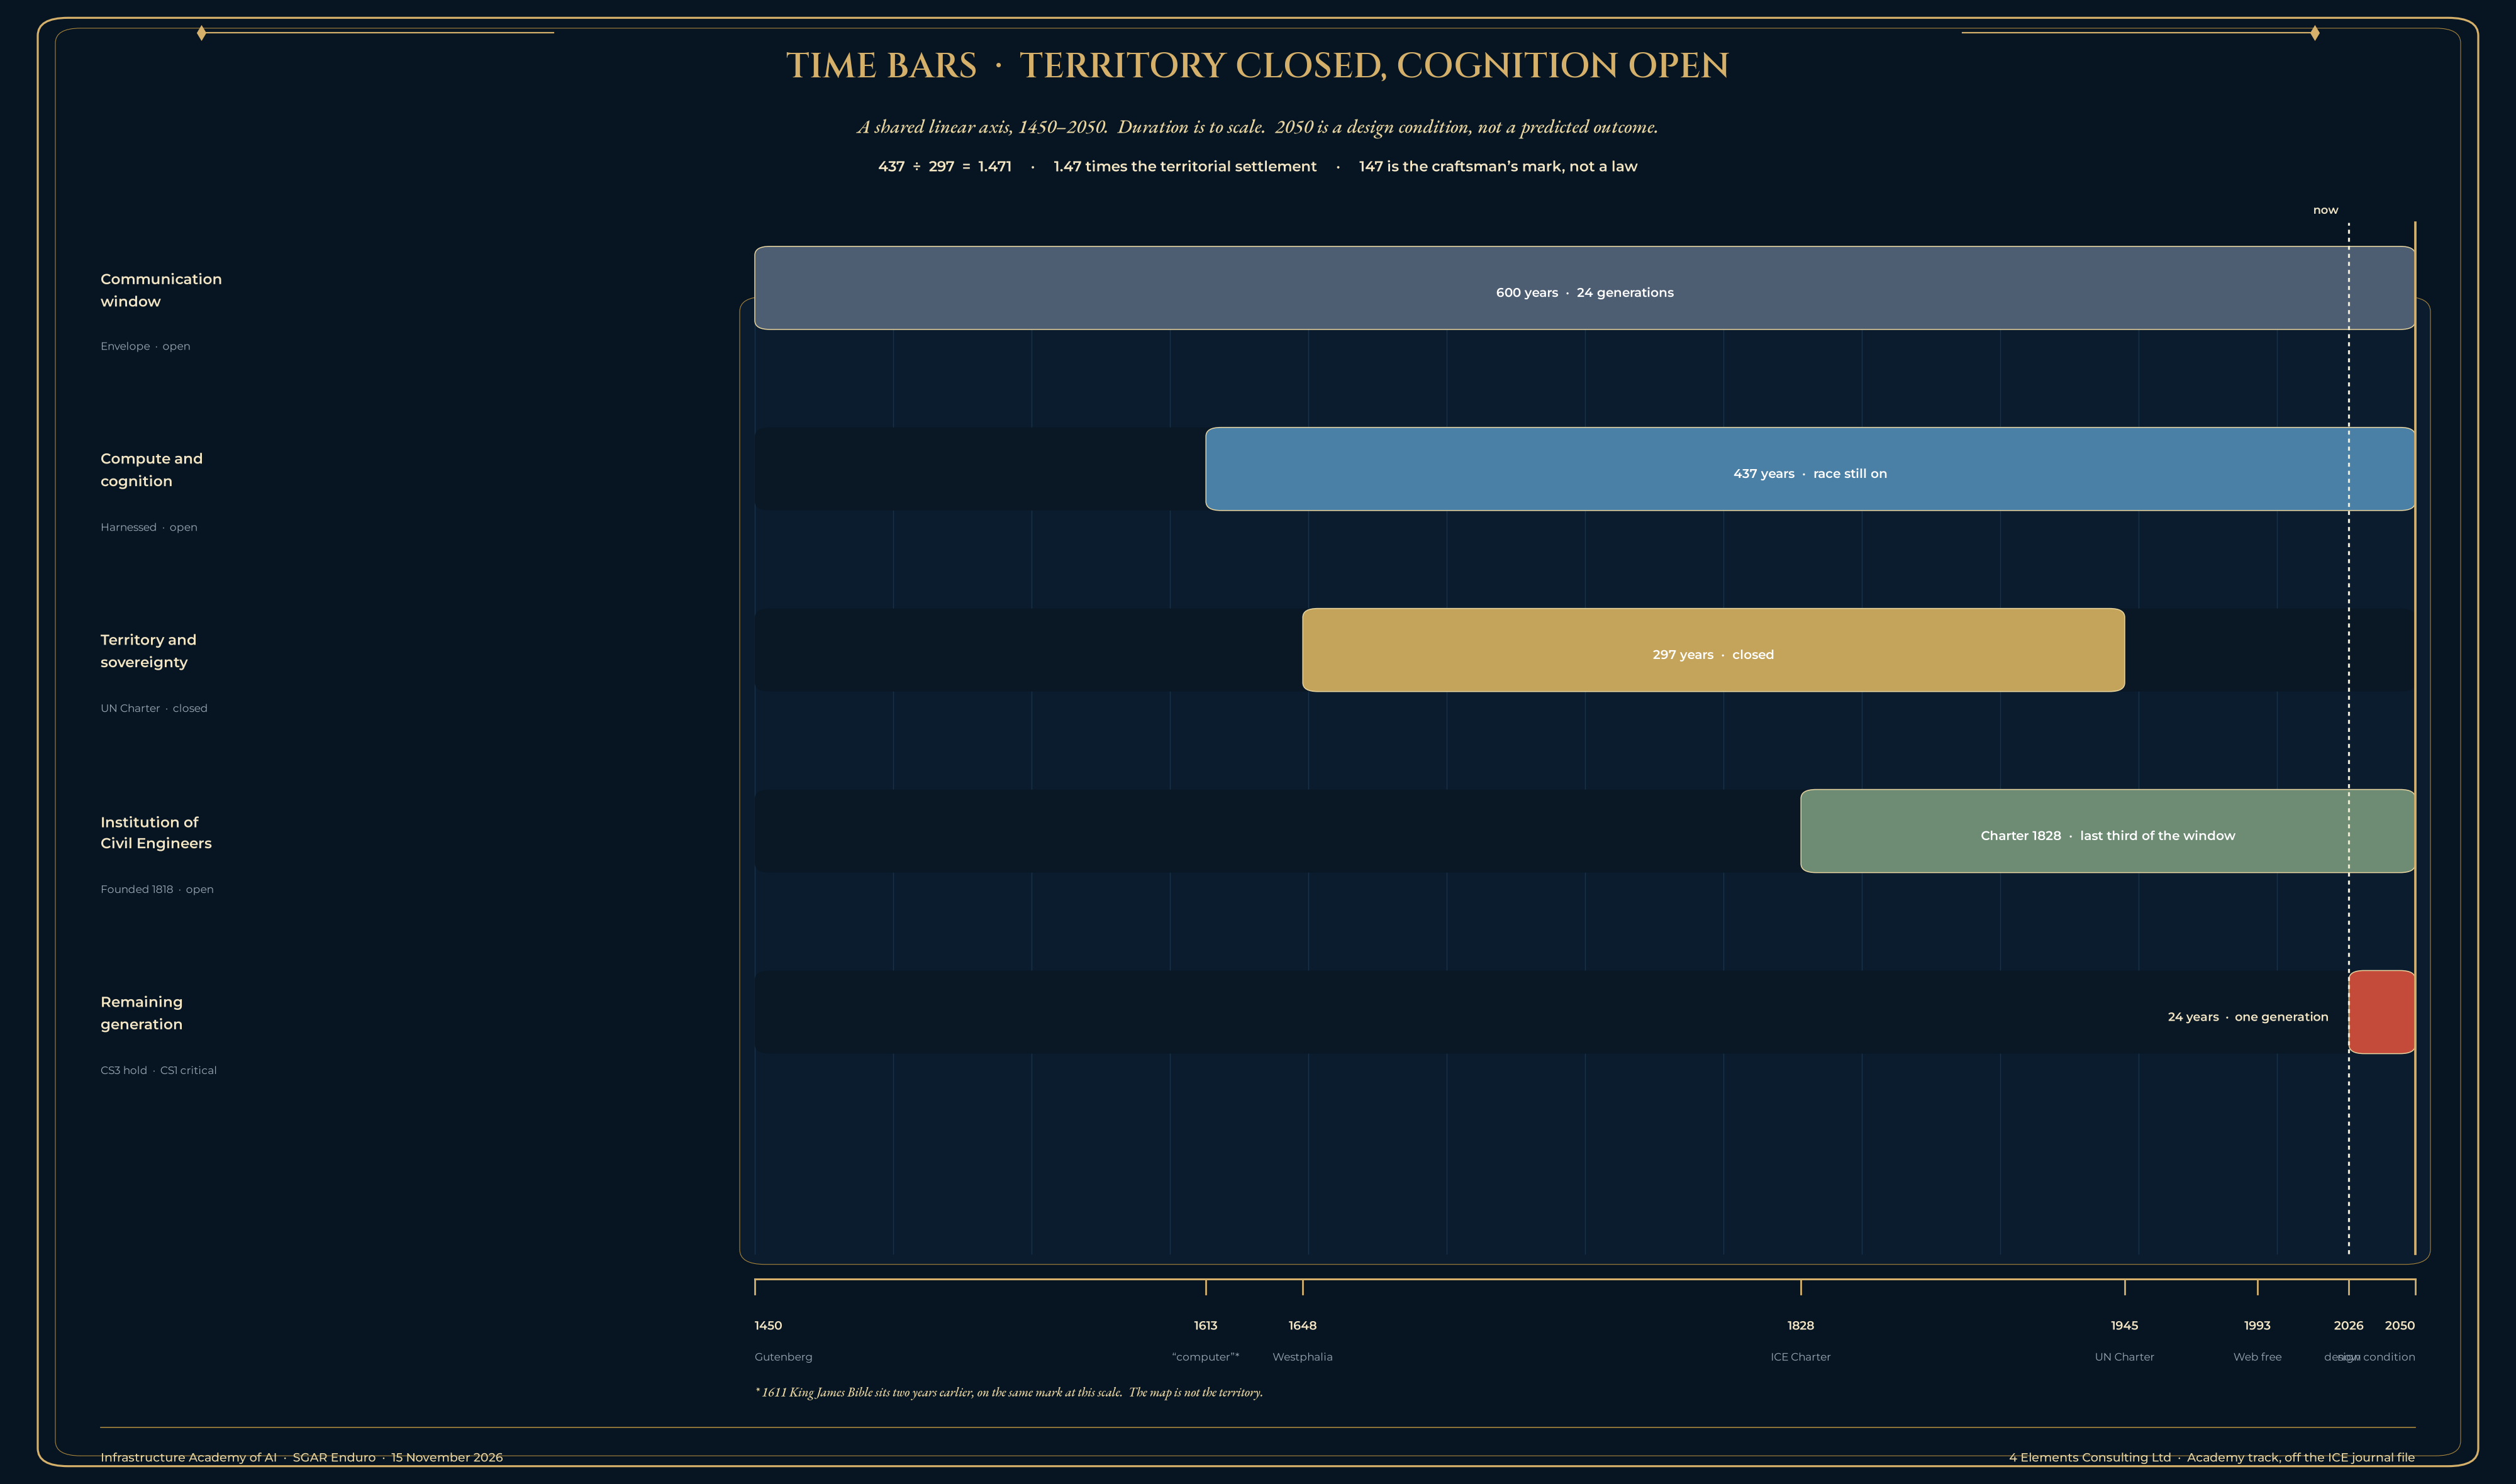 TIME BARS · TERRITORY CLOSED, COGNITION OPEN
A shared linear axis, 1450–2050. Duration is to scale. 2050 is a design condition, not a predicted outcome.
437 ÷ 297 = 1.471 · 1.47 times the territorial settlement · 147 is the craftsman’s mark, not a law
now
Communication
window
Envelope · open
600 years · 24 generations
Compute and
cognition
Harnessed · open
437 years · race still on
Territory and
sovereignty
UN Charter · closed
297 years · closed
Institution of
Civil Engineers
Founded 1818 · open
Charter 1828 · last third of the window
Remaining
generation
CS3 hold · CS1 critical
24 years · one generation
1450 1613 1648 1828 1945 1993 2026 2050
Gutenberg “computer”* Westphalia ICE Charter UN Charter Web free now design condition
* 1611 King James Bible sits two years earlier, on the same mark at this scale. The map is not the territory.
Infrastructure Academy of AI · SGAR Enduro · 15 November 2026
4 Elements Consulting Ltd · Academy track, off the ICE journal file